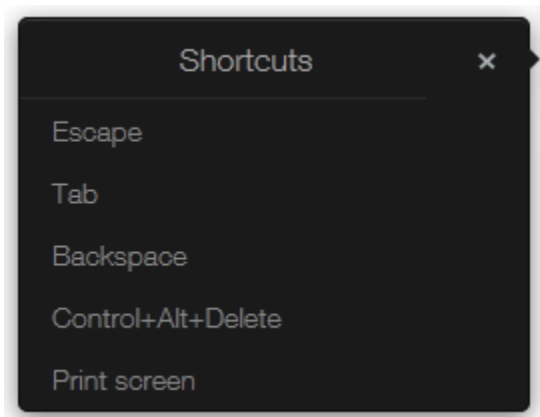 Shortcuts ×
Escape
Tab
Backspace
Control+Alt+Delete
Print screen